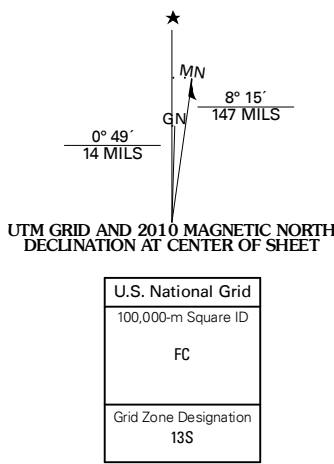 ★
MN
GN
8° 15´
147 MILS
0° 49´
14 MILS
UTM GRID AND 2010 MAGNETIC NORTH
DECLINATION AT CENTER OF SHEET
U.S. National Grid
100,000-m Square ID
FC
Grid Zone Designation
13S